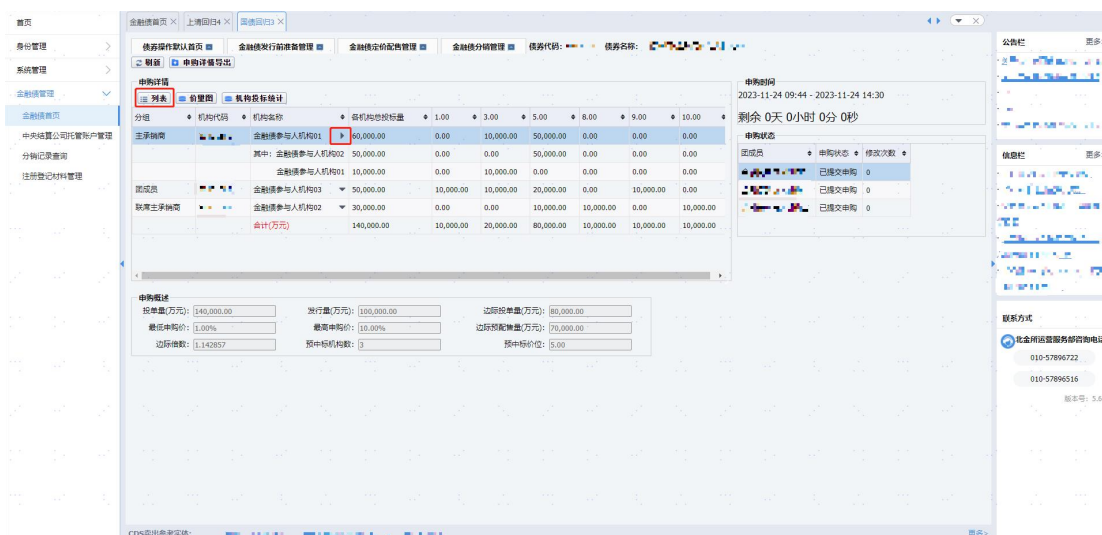 首页
身份管理
系统管理
金融债管理
金融债首页
中央结算公司托管账户管理
分销记录查询
注册登记材料管理
金融债首页 × 上清回归4 × 国债回归3 ×
债券操作默认首页 金融债发行前准备管理 金融债定价配售管理 金融债分销管理 债券代码: 债券名称:
刷新 申购详情导出
申购详情
列表 价量图 机构投标统计
分组 机构代码 机构名称 各机构总投标量 1.00 3.00 5.00 8.00 9.00 10.00
主承销商 金融债参与人机构01 60,000.00 0.00 10,000.00 50,000.00 0.00 0.00 0.00
其中：金融债参与人机构02 50,000.00 0.00 0.00 50,000.00 0.00 0.00 0.00
金融债参与人机构01 10,000.00 0.00 10,000.00 0.00 0.00 0.00 0.00
团成员 金融债参与人机构03 50,000.00 10,000.00 10,000.00 20,000.00 0.00 10,000.00 0.00
联席主承销商 金融债参与人机构02 30,000.00 0.00 0.00 10,000.00 10,000.00 0.00 10,000.00
合计(万元) 140,000.00 10,000.00 20,000.00 80,000.00 10,000.00 10,000.00 10,000.00
申购概述
投单量(万元): 140,000.00 发行量(万元): 100,000.00 边际投单量(万元): 80,000.00
最低申购价: 1.00% 最高申购价: 10.00% 边际预配售量(万元): 70,000.00
边际倍数: 1.142857 预中标机构数: 3 预中标价位: 5.00
申购时间
2023-11-24 09:44 - 2023-11-24 14:30
剩余 0天 0小时 0分 0秒
申购状态
团成员 申购状态 修改次数
已提交申购 0
已提交申购 0
已提交申购 0
公告栏 更多
信息栏 更多
联系方式
北金所运营服务部咨询电话
010-57896722
010-57896516
版本号：5.6
CDS卖出参考实体: 更多>